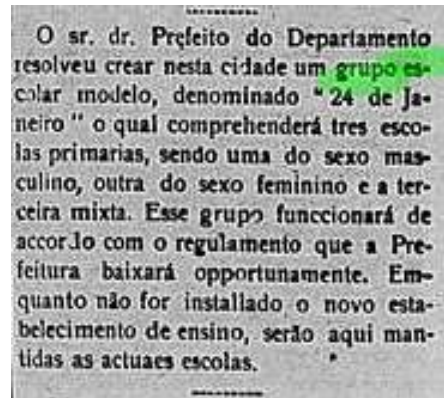 O sr. dr. Prefeito do Departamento
resolveu crear nesta cidade um grupo es-
colar modelo, denominado "24 de Ja-
neiro" o qual comprehenderá tres esco-
las primarias, sendo uma do sexo mas-
culino, outra do sexo feminino e a ter-
ceira mixta. Esse grupo funccionará de
accordo com o regulamento que a Pre-
feitura baixará opportunamente. Em-
quanto não for installado o novo esta-
belecimento de ensino, serão aqui man-
tidas as actuaes escolas.